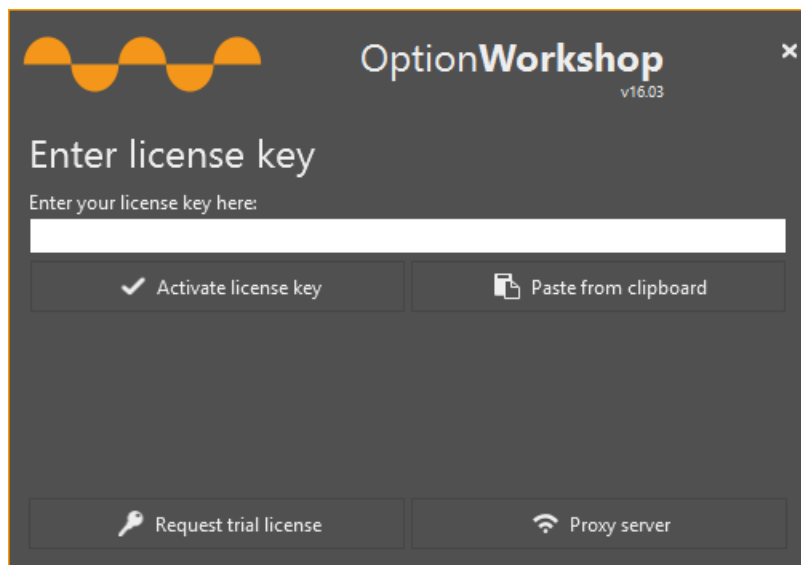 OptionWorkshop
v16.03
Enter license key
Enter your license key here:
Activate license key
Paste from clipboard
Request trial license
Proxy server